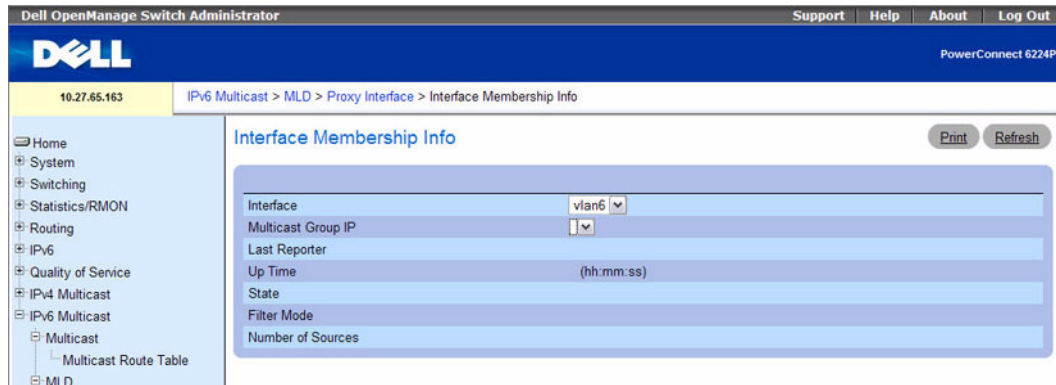 Dell OpenManage Switch Administrator
Support Help About Log Out
DELL
PowerConnect 6224P
10.27.65.163
IPv6 Multicast > MLD > Proxy Interface > Interface Membership Info
Home
System
Switching
Statistics/RMON
Routing
IPv6
Quality of Service
IPv4 Multicast
IPv6 Multicast
Multicast
Multicast Route Table
MLD
Interface Membership Info
Print Refresh
Interface vlan6
Multicast Group IP
Last Reporter
Up Time (hh:mm:ss)
State
Filter Mode
Number of Sources